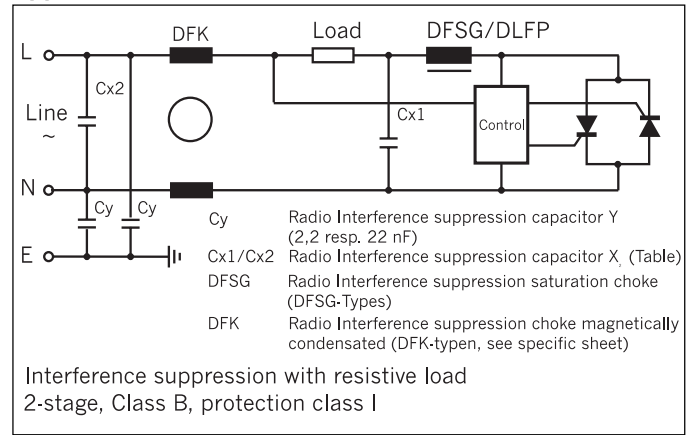 DFK
Load
DFSG/DLFP
L
Cx2
Line
~
Cx1
Control
N
Cy
Cy
E
Cy Radio Interference suppression capacitor Y
(2,2 resp. 22 nF)
Cx1/Cx2 Radio Interference suppression capacitor X₂ (Table)
DFSG Radio Interference suppression saturation choke
(DFSG-Types)
DFK Radio Interference suppression choke magnetically
condensated (DFK-typen, see specific sheet)
Interference suppression with resistive load
2-stage, Class B, protection class I